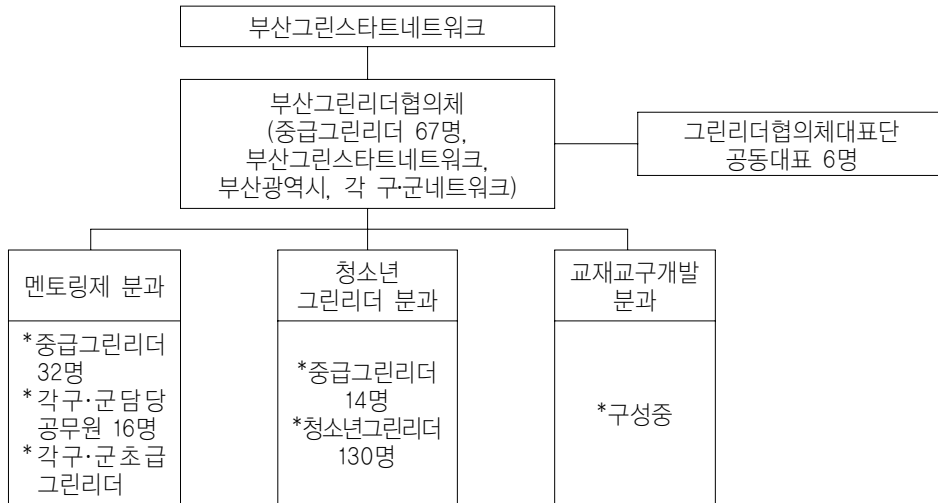 부산그린스타트네트워크
부산그린리더협의체
(중급그린리더 67명,
부산그린스타트네트워크,
부산광역시, 각 구·군네트워크)
그린리더협의체대표단
공동대표 6명
멘토링제 분과
*중급그린리더
32명
*각구·군담당
공무원 16명
*각구·군초급
그린리더
청소년
그린리더 분과
*중급그린리더
14명
*청소년그린리더
130명
교재교구개발
분과
*구성중